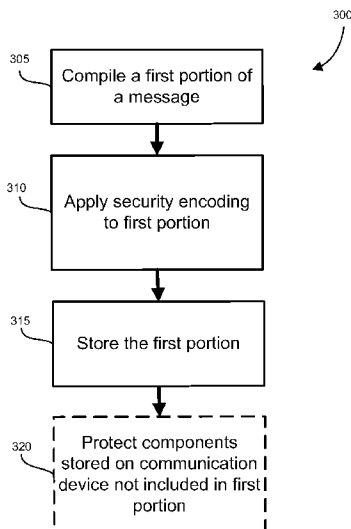 300
305
Compile a first portion of
a message
310
Apply security encoding
to first portion
315
Store the first portion
320
Protect components
stored on communication
device not included in first
portion